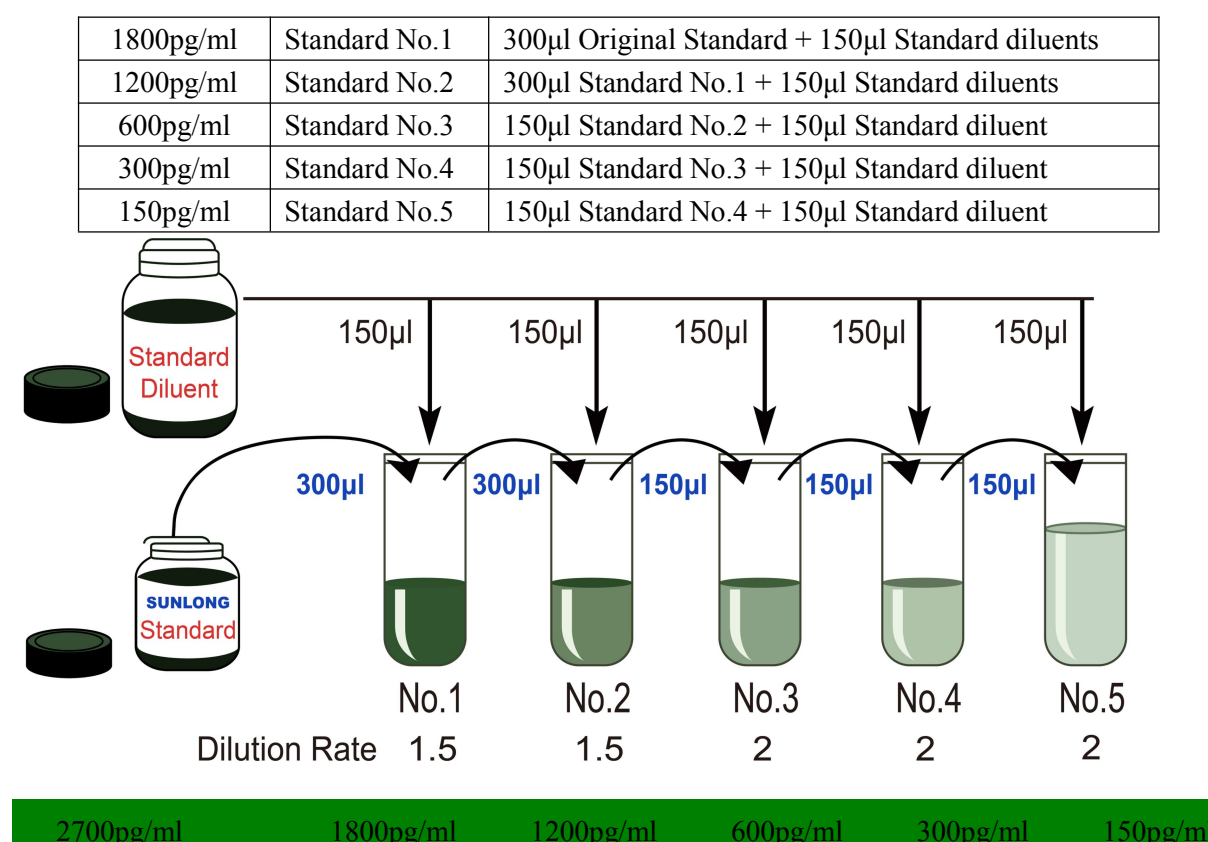 1800pg/ml Standard No.1 300μl Original Standard + 150μl Standard diluents
1200pg/ml Standard No.2 300μl Standard No.1 + 150μl Standard diluents
600pg/ml Standard No.3 150μl Standard No.2 + 150μl Standard diluent
300pg/ml Standard No.4 150μl Standard No.3 + 150μl Standard diluent
150pg/ml Standard No.5 150μl Standard No.4 + 150μl Standard diluent
150μl 150μl 150μl 150μl 150μl
Standard
Diluent
300μl 300μl 150μl 150μl 150μl
SUNLONG
Standard
No.1 No.2 No.3 No.4 No.5
Dilution Rate 1.5 1.5 2 2 2
2700pg/ml 1800pg/ml 1200pg/ml 600pg/ml 300pg/ml 150pg/m